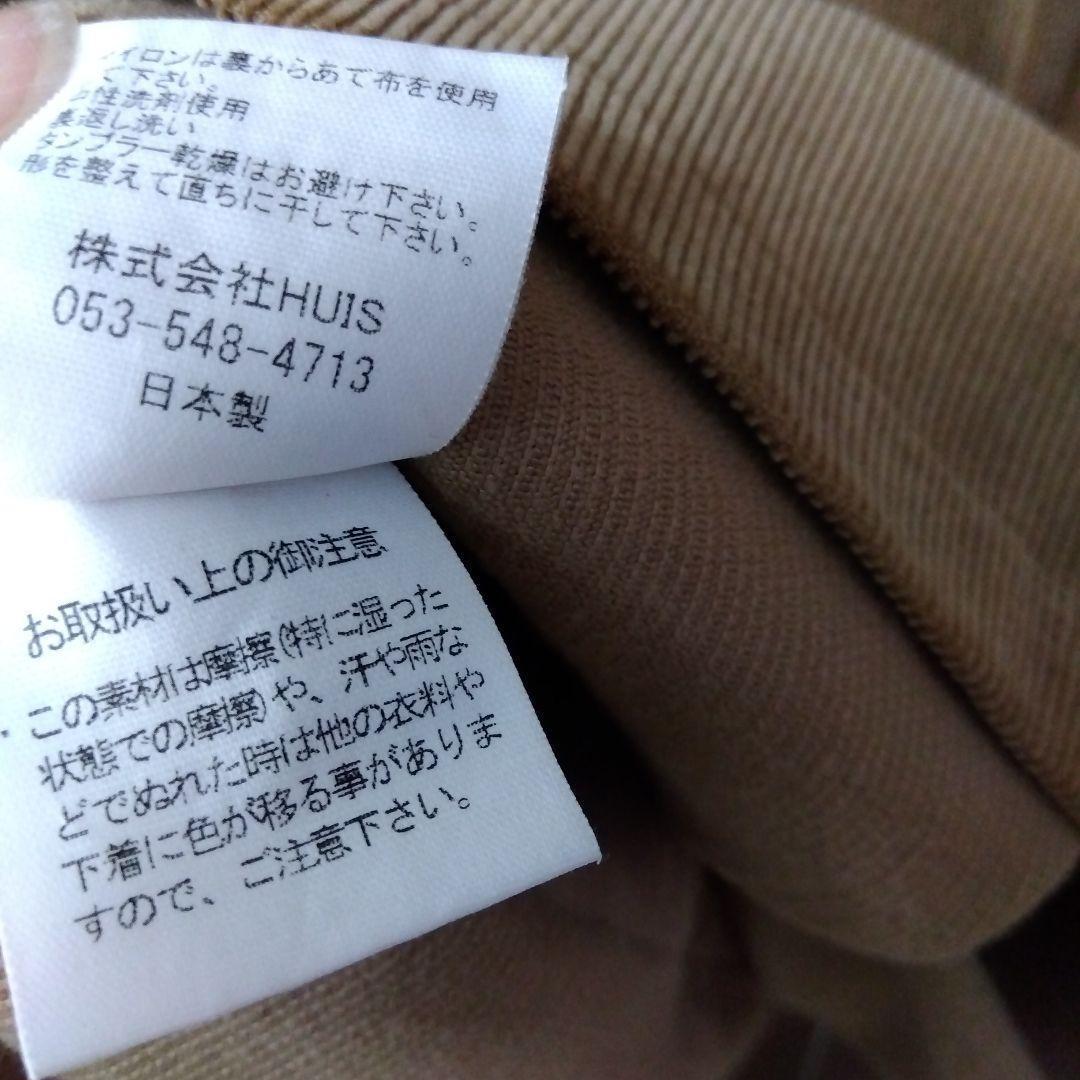 イロンは裏からあて布を使用
て下さい。
性洗剤使用
裏返し洗い
タンブラー乾燥はお避け下さい。
形を整えて直ちに干して下さい。
株式会社HUIS
053-548-4713
日本製
お取扱い上の御注意
・この素材は摩擦(特に湿った
状態での摩擦)や、汗や雨な
どでぬれた時は他の衣料や
下着に色が移る事がありま
すので、ご注意下さい。